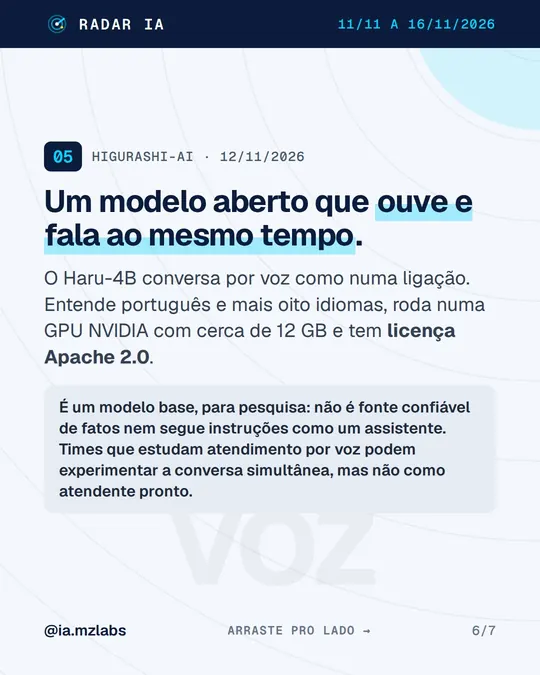 RADAR IA
11/11 A 16/11/2026
05
HIGURASHI-AI · 12/11/2026
Um modelo aberto que ouve e
fala ao mesmo tempo.
O Haru-4B conversa por voz como numa ligação.
Entende português e mais oito idiomas, roda numa
GPU NVIDIA com cerca de 12 GB e tem licença
Apache 2.0.
É um modelo base, para pesquisa: não é fonte confiável
de fatos nem segue instruções como um assistente.
Times que estudam atendimento por voz podem
experimentar a conversa simultânea, mas não como
atendente pronto.
VOZ
@ia.mzlabs
ARRASTE PRO LADO →
6/7